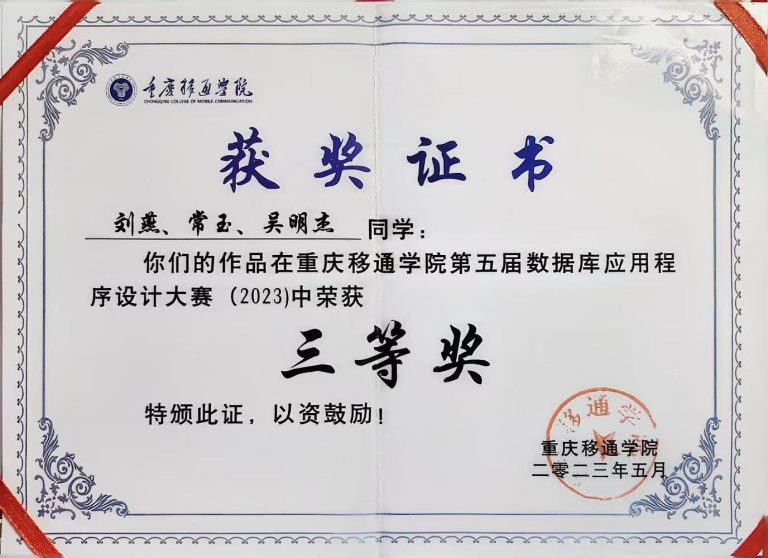 重庆移通学院
CHONGQING COLLEGE OF MOBILE COMMUNICATION
获奖证书
刘燕、常玉、吴明杰 同学：
你们的作品在重庆移通学院第五届数据库应用程
序设计大赛（2023)中荣获
三等奖
特颁此证，以资鼓励！
移通学
重庆移通学院
二零二三年五月